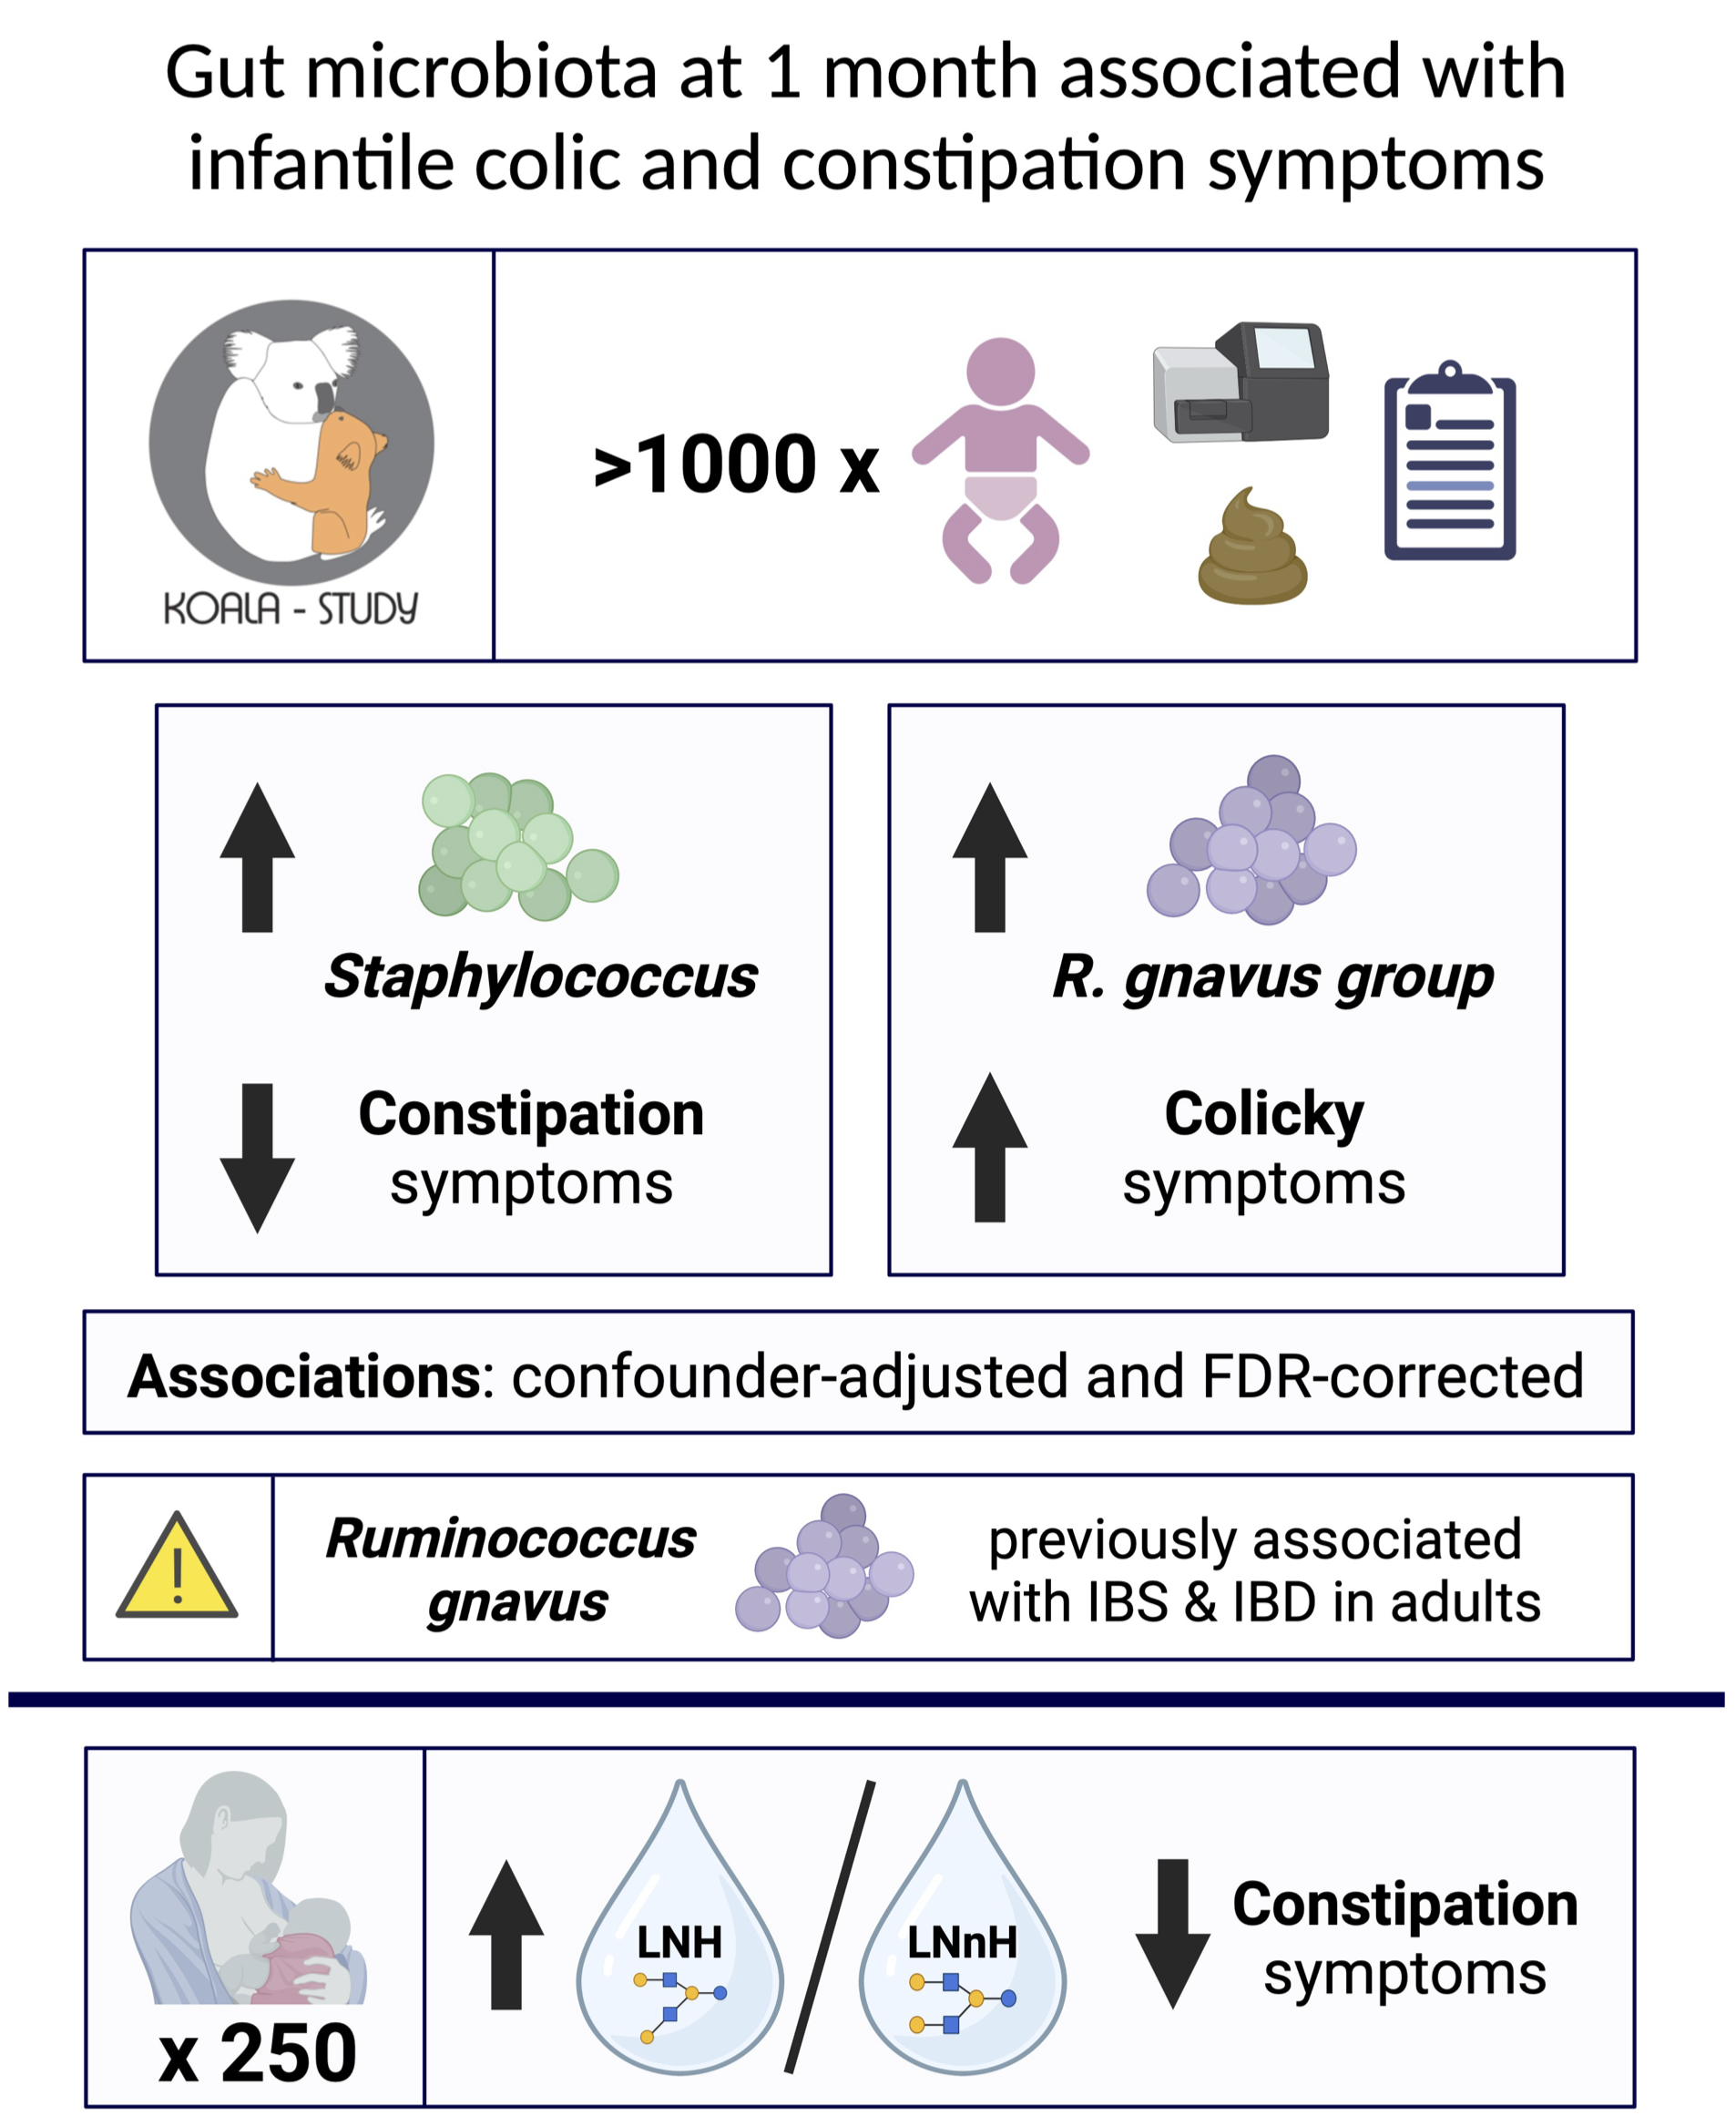 Gut microbiota at 1 month associated with
infantile colic and constipation symptoms
KOALA - STUDY
>1000 x
Staphylococcus
Constipation
symptoms
R. gnavus group
Colicky
symptoms
Associations: confounder-adjusted and FDR-corrected
!
Ruminococcus
gnavus
previously associated
with IBS & IBD in adults
x 250
LNH
/
LNnH
Constipation
symptoms